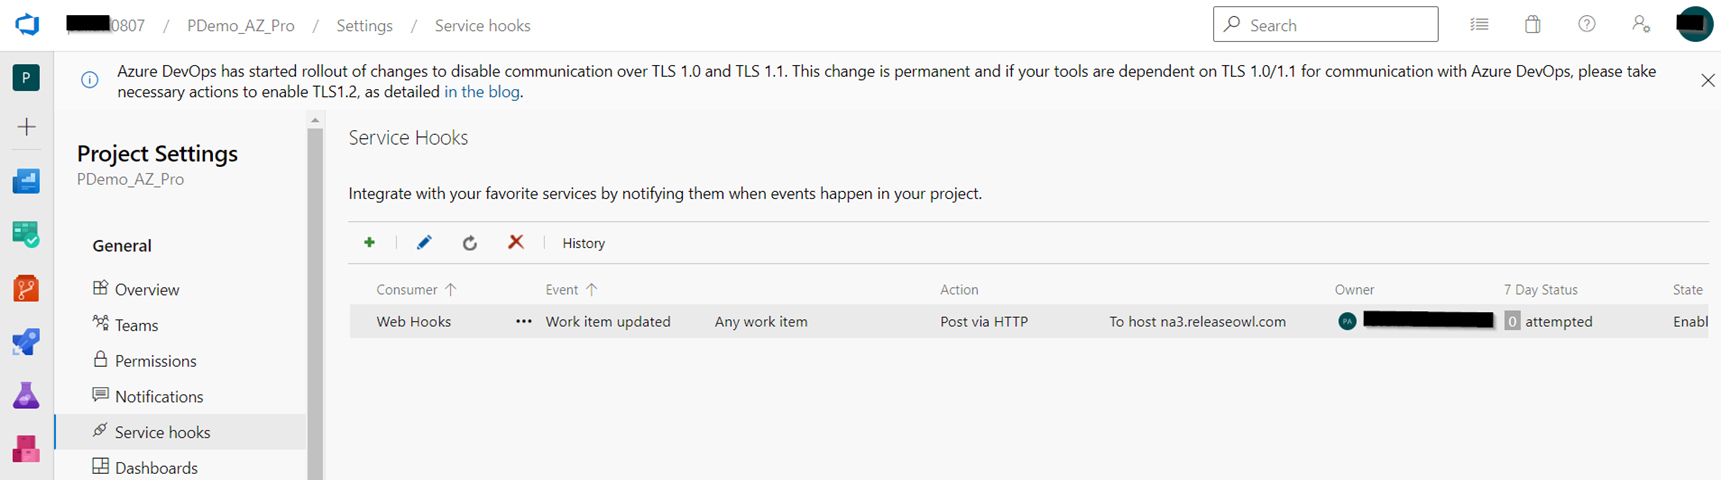 0807 / PDemo_AZ_Pro / Settings / Service hooks
Search
P
Azure DevOps has started rollout of changes to disable communication over TLS 1.0 and TLS 1.1. This change is permanent and if your tools are dependent on TLS 1.0/1.1 for communication with Azure DevOps, please take
necessary actions to enable TLS1.2, as detailed in the blog.
Project Settings
PDemo_AZ_Pro
General
Overview
Teams
Permissions
Notifications
Service hooks
Dashboards
Service Hooks
Integrate with your favorite services by notifying them when events happen in your project.
History
Consumer ↑ Event ↑ Action Owner 7 Day Status State
Web Hooks ••• Work item updated Any work item Post via HTTP To host na3.releaseowl.com PA 0 attempted Enabl